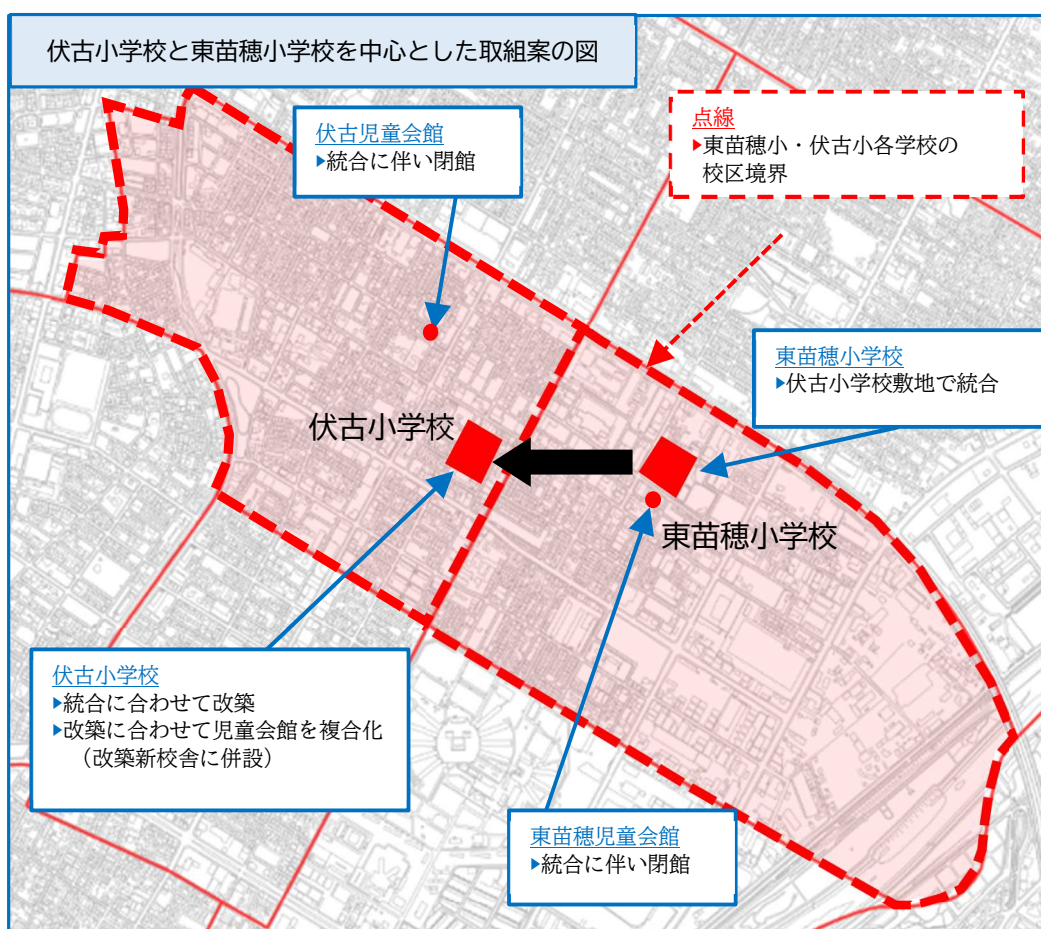 伏古小学校と東苗穂小学校を中心とした取組案の図
伏古児童会館
▶統合に伴い閉館
点線
▶東苗穂小・伏古小各学校の
校区境界
東苗穂小学校
▶伏古小学校敷地で統合
伏古小学校
東苗穂小学校
伏古小学校
▶統合に合わせて改築
▶改築に合わせて児童会館を複合化
（改築新校舎に併設）
東苗穂児童会館
▶統合に伴い閉館